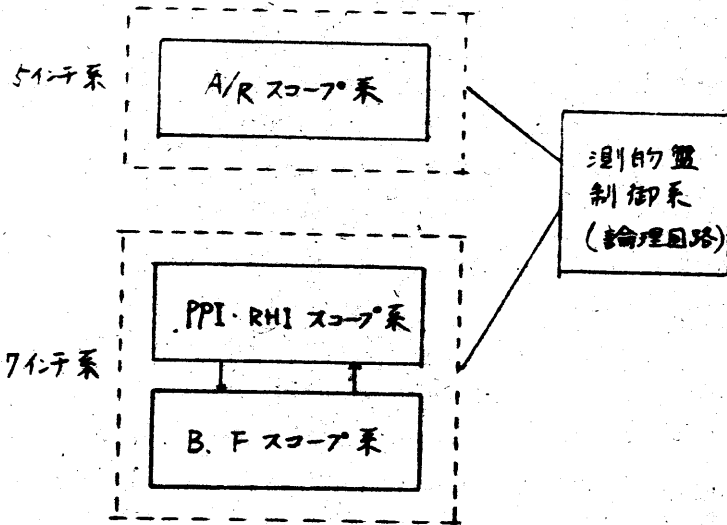 5インチ系
A/R スコープ系
測的盤
制御系
(論理回路)
PPI・RHI スコープ系
7インチ系
B. F スコープ系